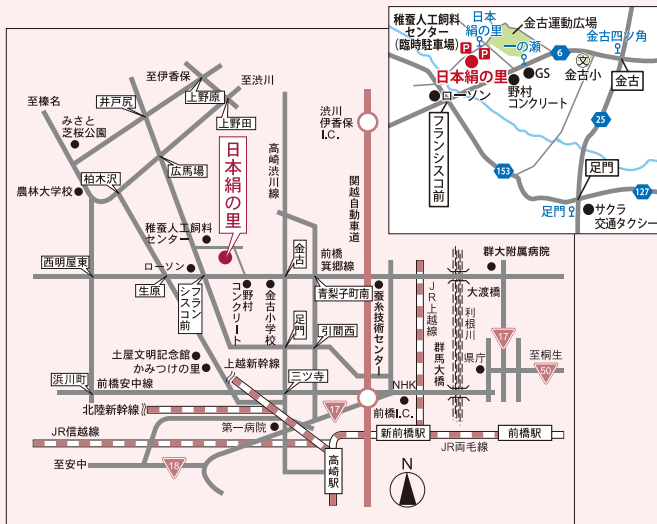 稚蚕人工飼料
センター
(臨時駐車場)
日本
絹の里
金古運動広場
一の瀬
金古四ツ角
P
P
6
日本絹の里
GS
文
金古小
金古
野村
コンクリート
ローソン
フランシスコ前
25
153
足門
127
足門
サクラ
交通タクシー
至伊香保
至渋川
至榛名
井戸尻
上野原
みさと
芝桜公園
上野田
渋川
伊香保
I.C.
高崎渋川線
関越自動車道
柏木沢
広馬場
日本絹の里
農林大学校
稚蚕人工飼料
センター
金古
前橋
箕郷線
群大附属病院
西明屋東
ローソン
生原
フラン
シスコ前
野村
コンクリート
金古小学校
青梨子町南
蚕糸技術センター
JR上越線
利根川
大渡橋
足門
引間西
17
群馬大橋
県庁
至桐生
50
土屋文明記念館
かみつけの里
上越新幹線
浜川町
前橋安中線
三ツ寺
NHK
北陸新幹線
17
前橋I.C.
第一病院
JR信越線
新前橋駅
前橋駅
JR両毛線
至安中
18
高崎駅
N